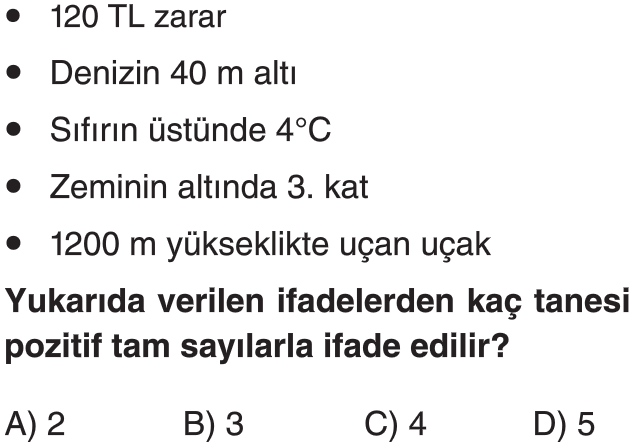 • 120 TL zarar
• Denizin 40 m altı
• Sıfırın üstünde 4°C
• Zeminin altında 3. kat
• 1200 m yükseklikte uçan uçak
Yukarıda verilen ifadelerden kaç tanesi
pozitif tam sayılarla ifade edilir?
A) 2 B) 3 C) 4 D) 5